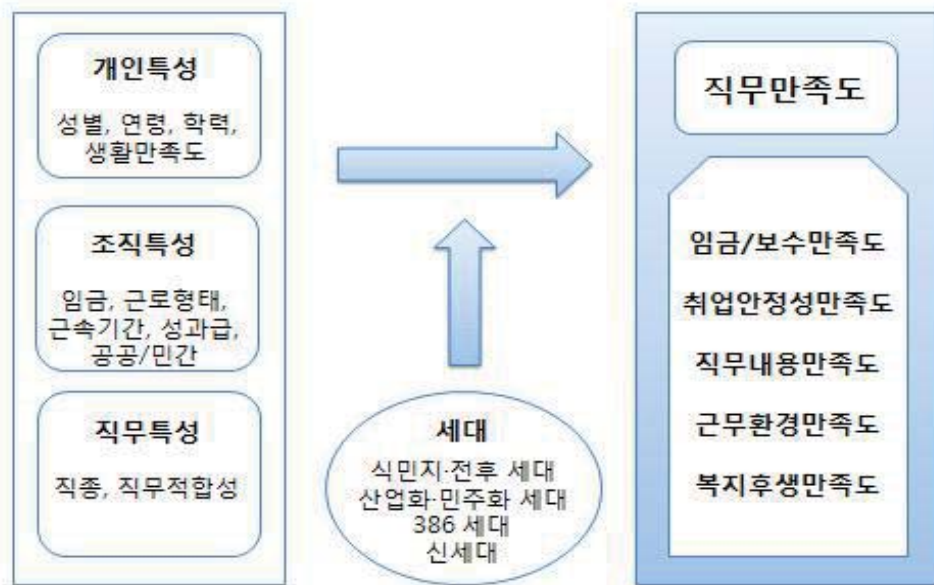 개인특성
성별, 연령, 학력,
생활만족도
조직특성
임금, 근로형태,
근속기간, 성과급,
공공/민간
직무특성
직종, 직무적합성
세대
식민지·전후 세대
산업화·민주화 세대
386 세대
신세대
직무만족도
임금/보수만족도
취업안정성만족도
직무내용만족도
근무환경만족도
복지후생만족도